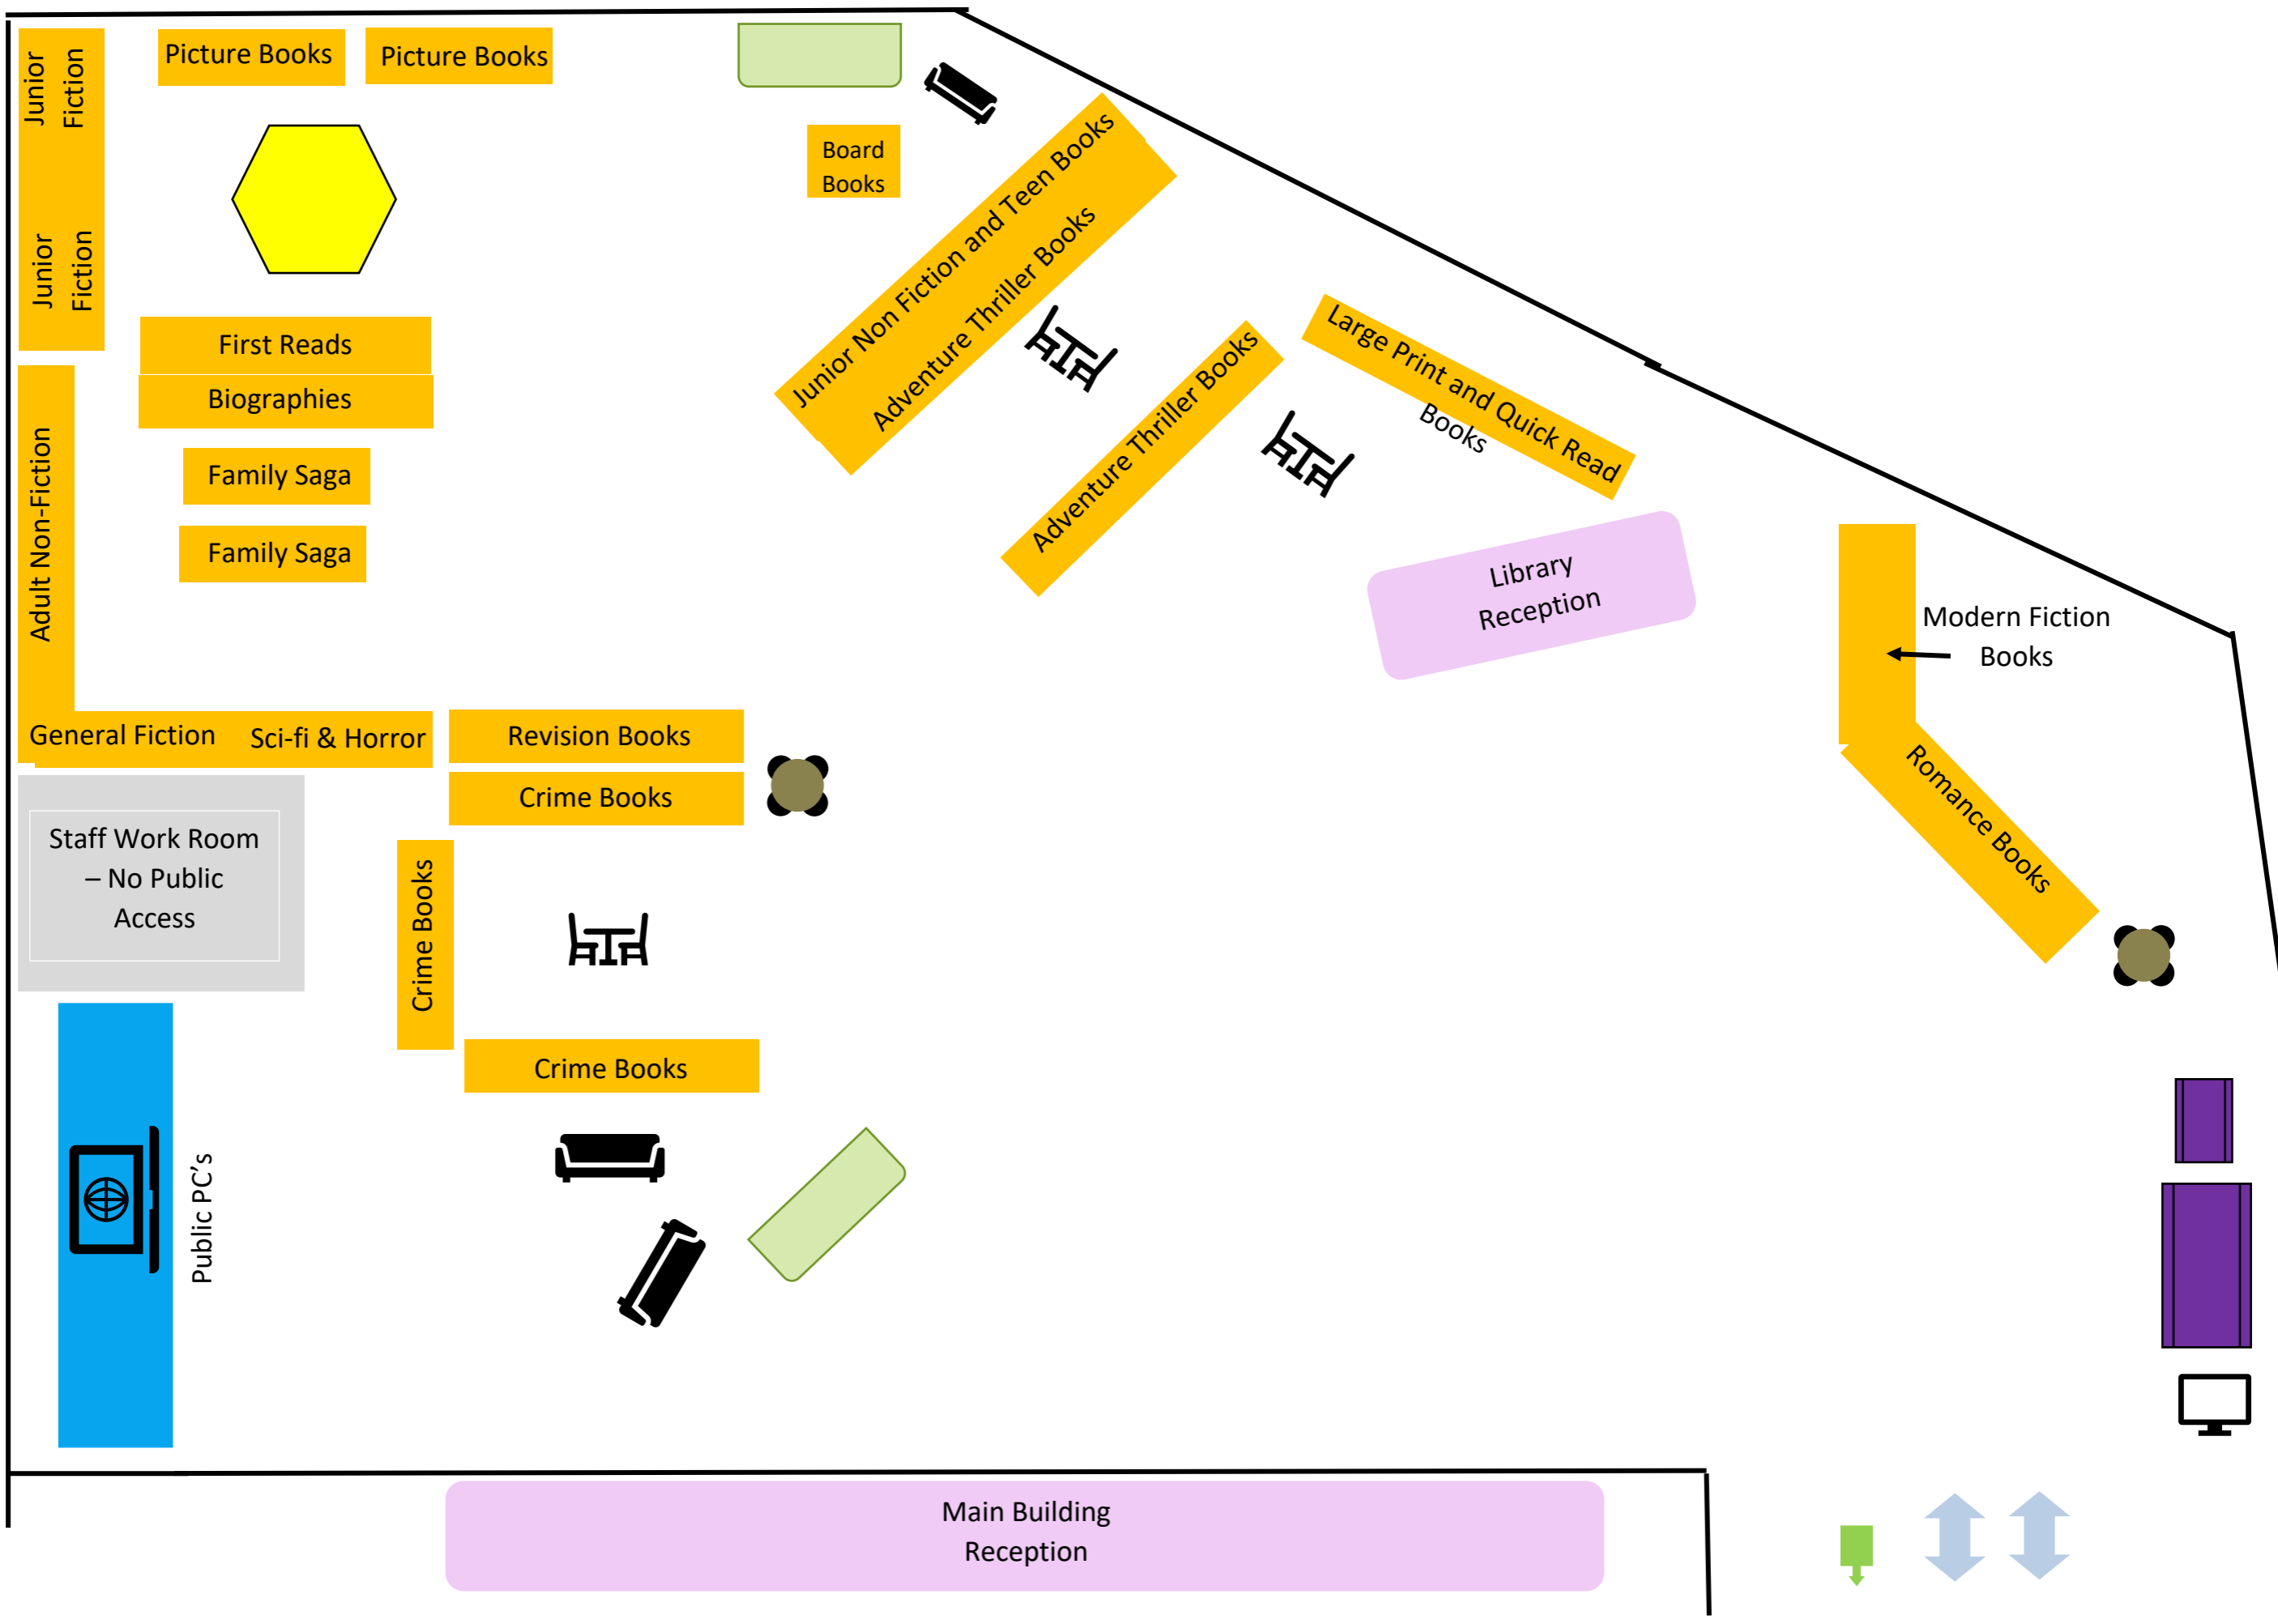 Junior
Fiction
Picture Books
Picture Books
Board
Books
Junior
Fiction
Junior Non Fiction and Teen Books
Adventure Thriller Books
First Reads
Biographies
Adventure Thriller Books
Large Print and Quick Read
Books
Adult Non-Fiction
Family Saga
Family Saga
Library
Reception
Modern Fiction
Books
General Fiction
Sci-fi & Horror
Revision Books
Crime Books
Romance Books
Staff Work Room
– No Public
Access
Crime Books
Crime Books
Public PC’s
Main Building
Reception